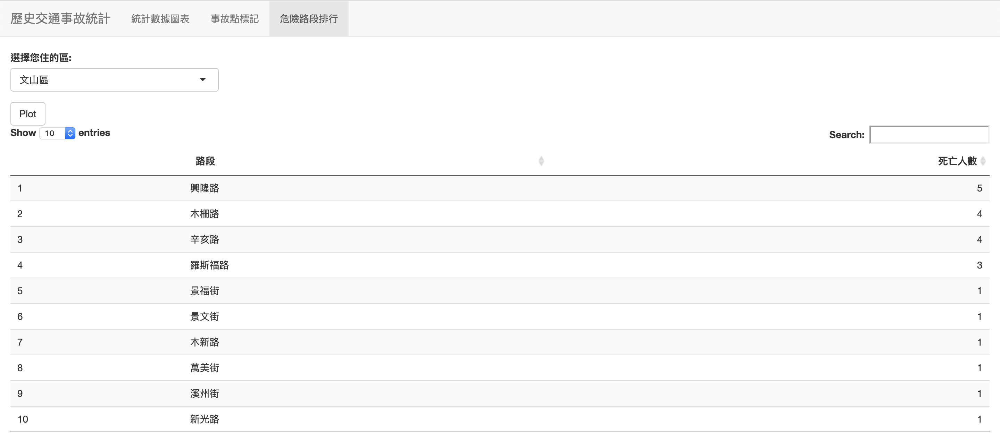 歷史交通事故統計 統計數據圖表 事故點標記 危險路段排行
選擇您住的區:
文山區
Plot
Show 10 entries Search:
路段 死亡人數
1 興隆路 5
2 木柵路 4
3 辛亥路 4
4 羅斯福路 3
5 景福街 1
6 景文街 1
7 木新路 1
8 萬美街 1
9 溪州街 1
10 新光路 1